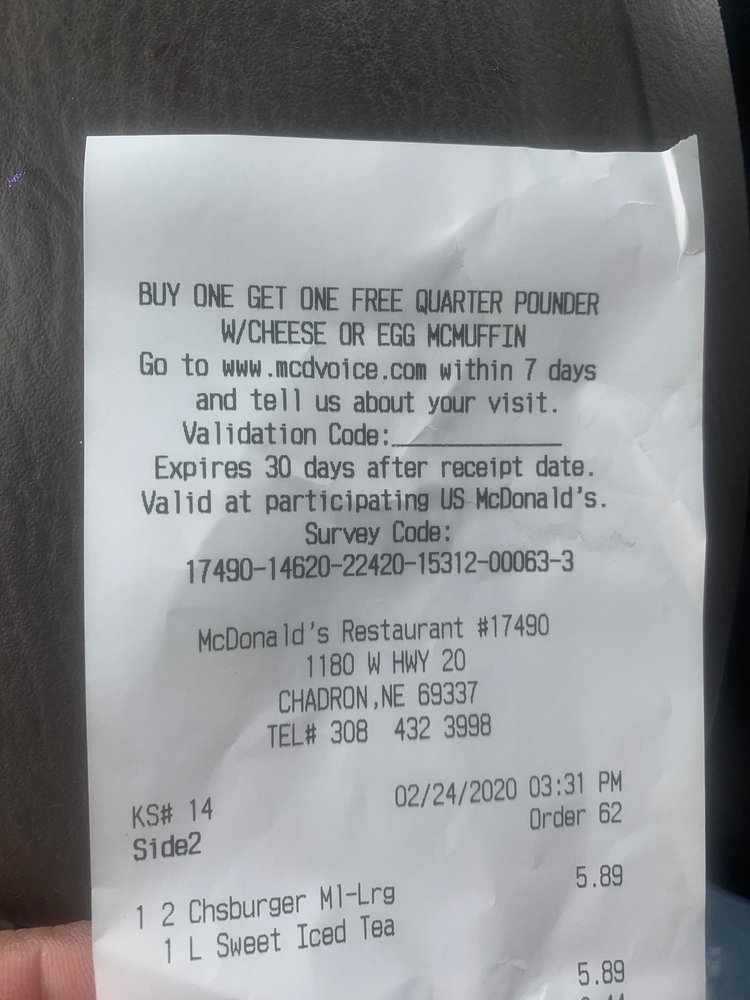 BUY ONE GET ONE FREE QUARTER POUNDER
W/CHEESE OR EGG MCMUFFIN
Go to www.mcdvoice.com within 7 days
and tell us about your visit.
Validation Code:____________
Expires 30 days after receipt date.
Valid at participating US McDonald's.
Survey Code:
17490-14620-22420-15312-00063-3
McDonald's Restaurant #17490
1180 W HWY 20
CHADRON,NE 69337
TEL# 308 432 3998
KS# 14 02/24/2020 03:31 PM
Side2 Order 62
1 2 Chsburger Ml-Lrg 5.89
1 L Sweet Iced Tea
5.89